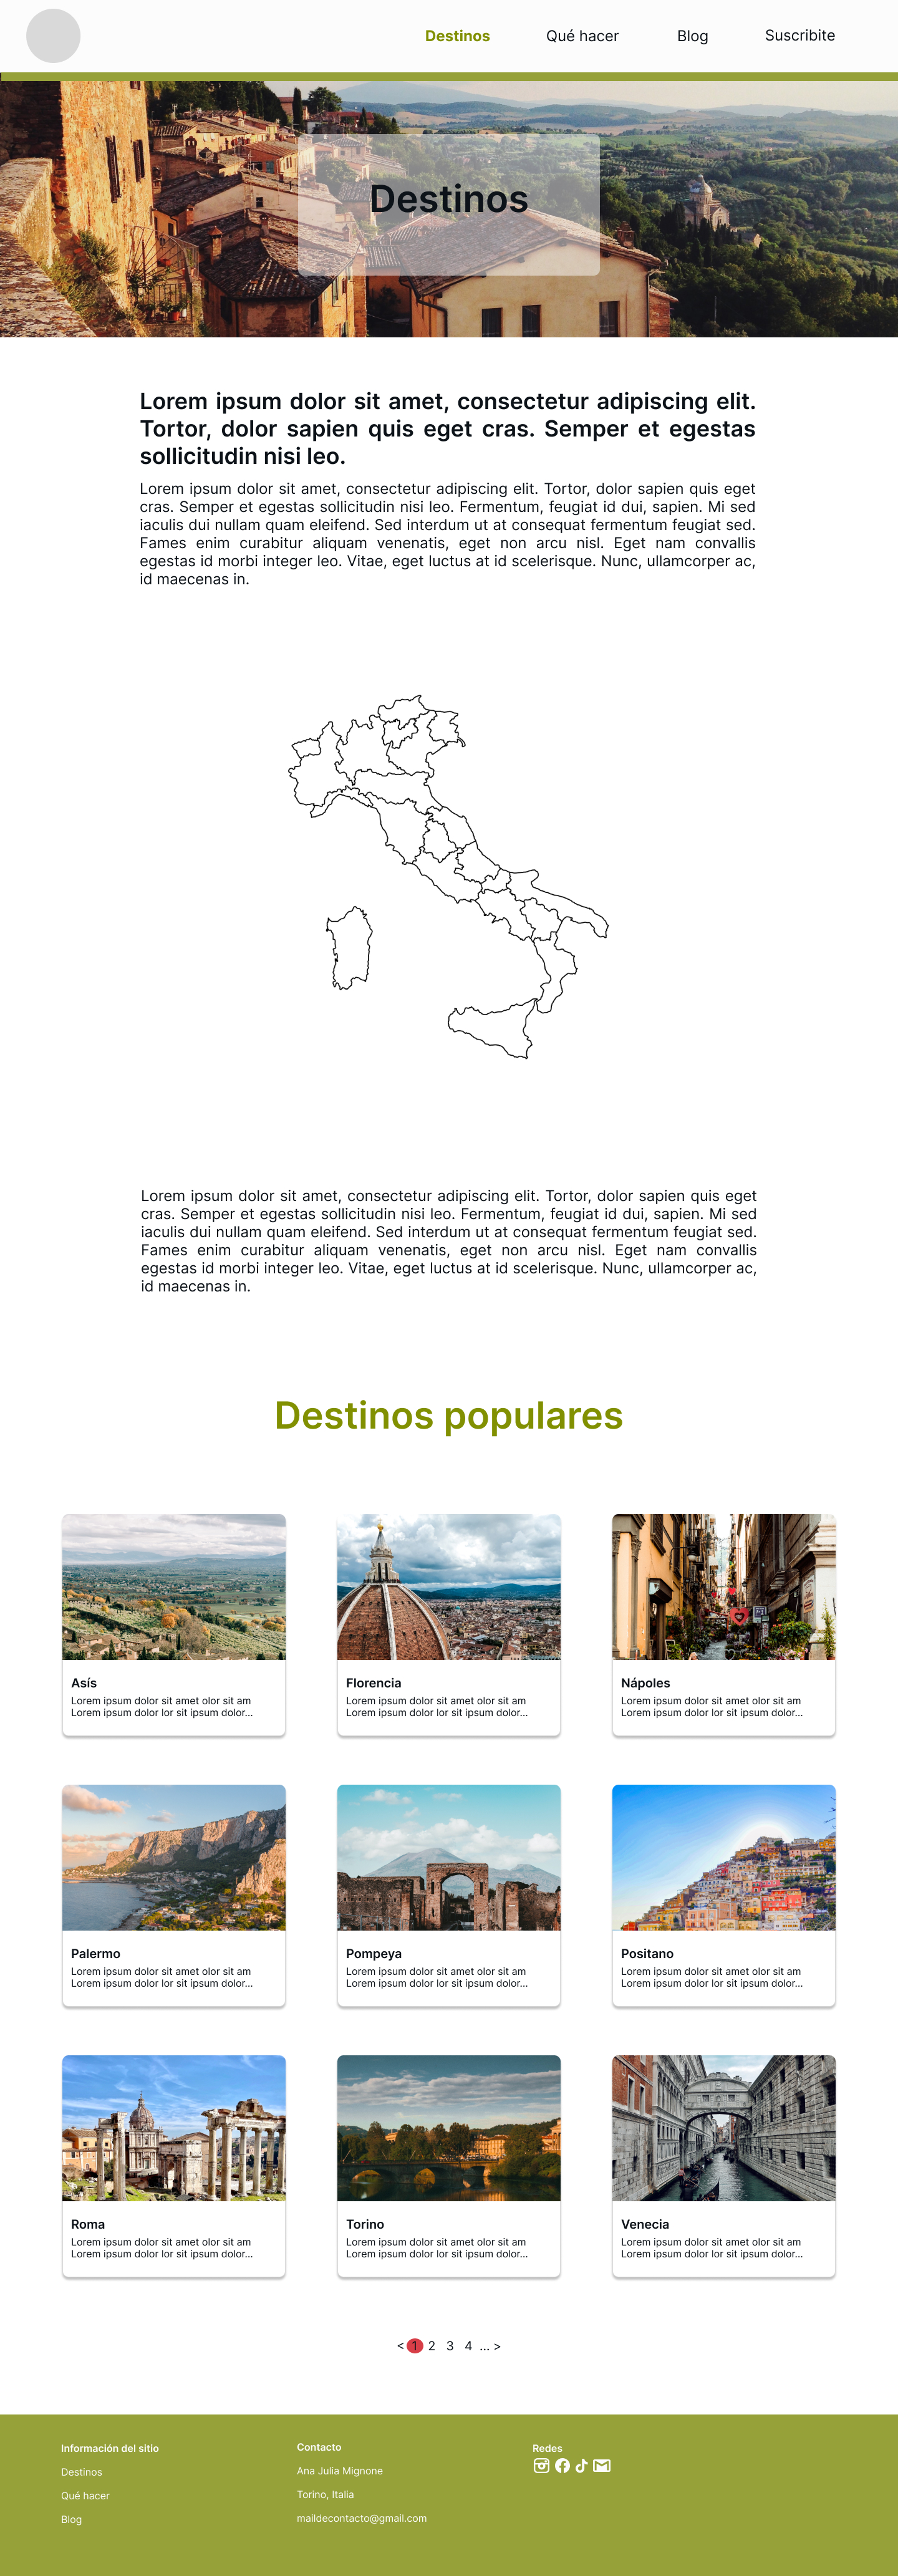 Destinos
Qué hacer
Blog
Suscribite
Destinos
Lorem ipsum dolor sit amet, consectetur adipiscing elit.
Tortor, dolor sapien quis eget cras. Semper et egestas
sollicitudin nisi leo.
Lorem ipsum dolor sit amet, consectetur adipiscing elit. Tortor, dolor sapien quis eget
cras. Semper et egestas sollicitudin nisi leo. Fermentum, feugiat id dui, sapien. Mi sed
iaculis dui nullam quam eleifend. Sed interdum ut at consequat fermentum feugiat sed.
Fames enim curabitur aliquam venenatis, eget non arcu nisl. Eget nam convallis
egestas id morbi integer leo. Vitae, eget luctus at id scelerisque. Nunc, ullamcorper ac,
id maecenas in.
Lorem ipsum dolor sit amet, consectetur adipiscing elit. Tortor, dolor sapien quis eget
cras. Semper et egestas sollicitudin nisi leo. Fermentum, feugiat id dui, sapien. Mi sed
iaculis dui nullam quam eleifend. Sed interdum ut at consequat fermentum feugiat sed.
Fames enim curabitur aliquam venenatis, eget non arcu nisl. Eget nam convallis
egestas id morbi integer leo. Vitae, eget luctus at id scelerisque. Nunc, ullamcorper ac,
id maecenas in.
Destinos populares
Asís
Lorem ipsum dolor sit amet olor sit am
Lorem ipsum dolor lor sit ipsum dolor...
Florencia
Lorem ipsum dolor sit amet olor sit am
Lorem ipsum dolor lor sit ipsum dolor...
Nápoles
Lorem ipsum dolor sit amet olor sit am
Lorem ipsum dolor lor sit ipsum dolor...
Palermo
Lorem ipsum dolor sit amet olor sit am
Lorem ipsum dolor lor sit ipsum dolor...
Pompeya
Lorem ipsum dolor sit amet olor sit am
Lorem ipsum dolor lor sit ipsum dolor...
Positano
Lorem ipsum dolor sit amet olor sit am
Lorem ipsum dolor lor sit ipsum dolor...
Roma
Lorem ipsum dolor sit amet olor sit am
Lorem ipsum dolor lor sit ipsum dolor...
Torino
Lorem ipsum dolor sit amet olor sit am
Lorem ipsum dolor lor sit ipsum dolor...
Venecia
Lorem ipsum dolor sit amet olor sit am
Lorem ipsum dolor lor sit ipsum dolor...
< 1 2 3 4 ... >
Información del sitio
Destinos
Qué hacer
Blog
Contacto
Ana Julia Mignone
Torino, Italia
maildecontacto@gmail.com
Redes